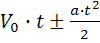 V₀ · t ± a·t²/2